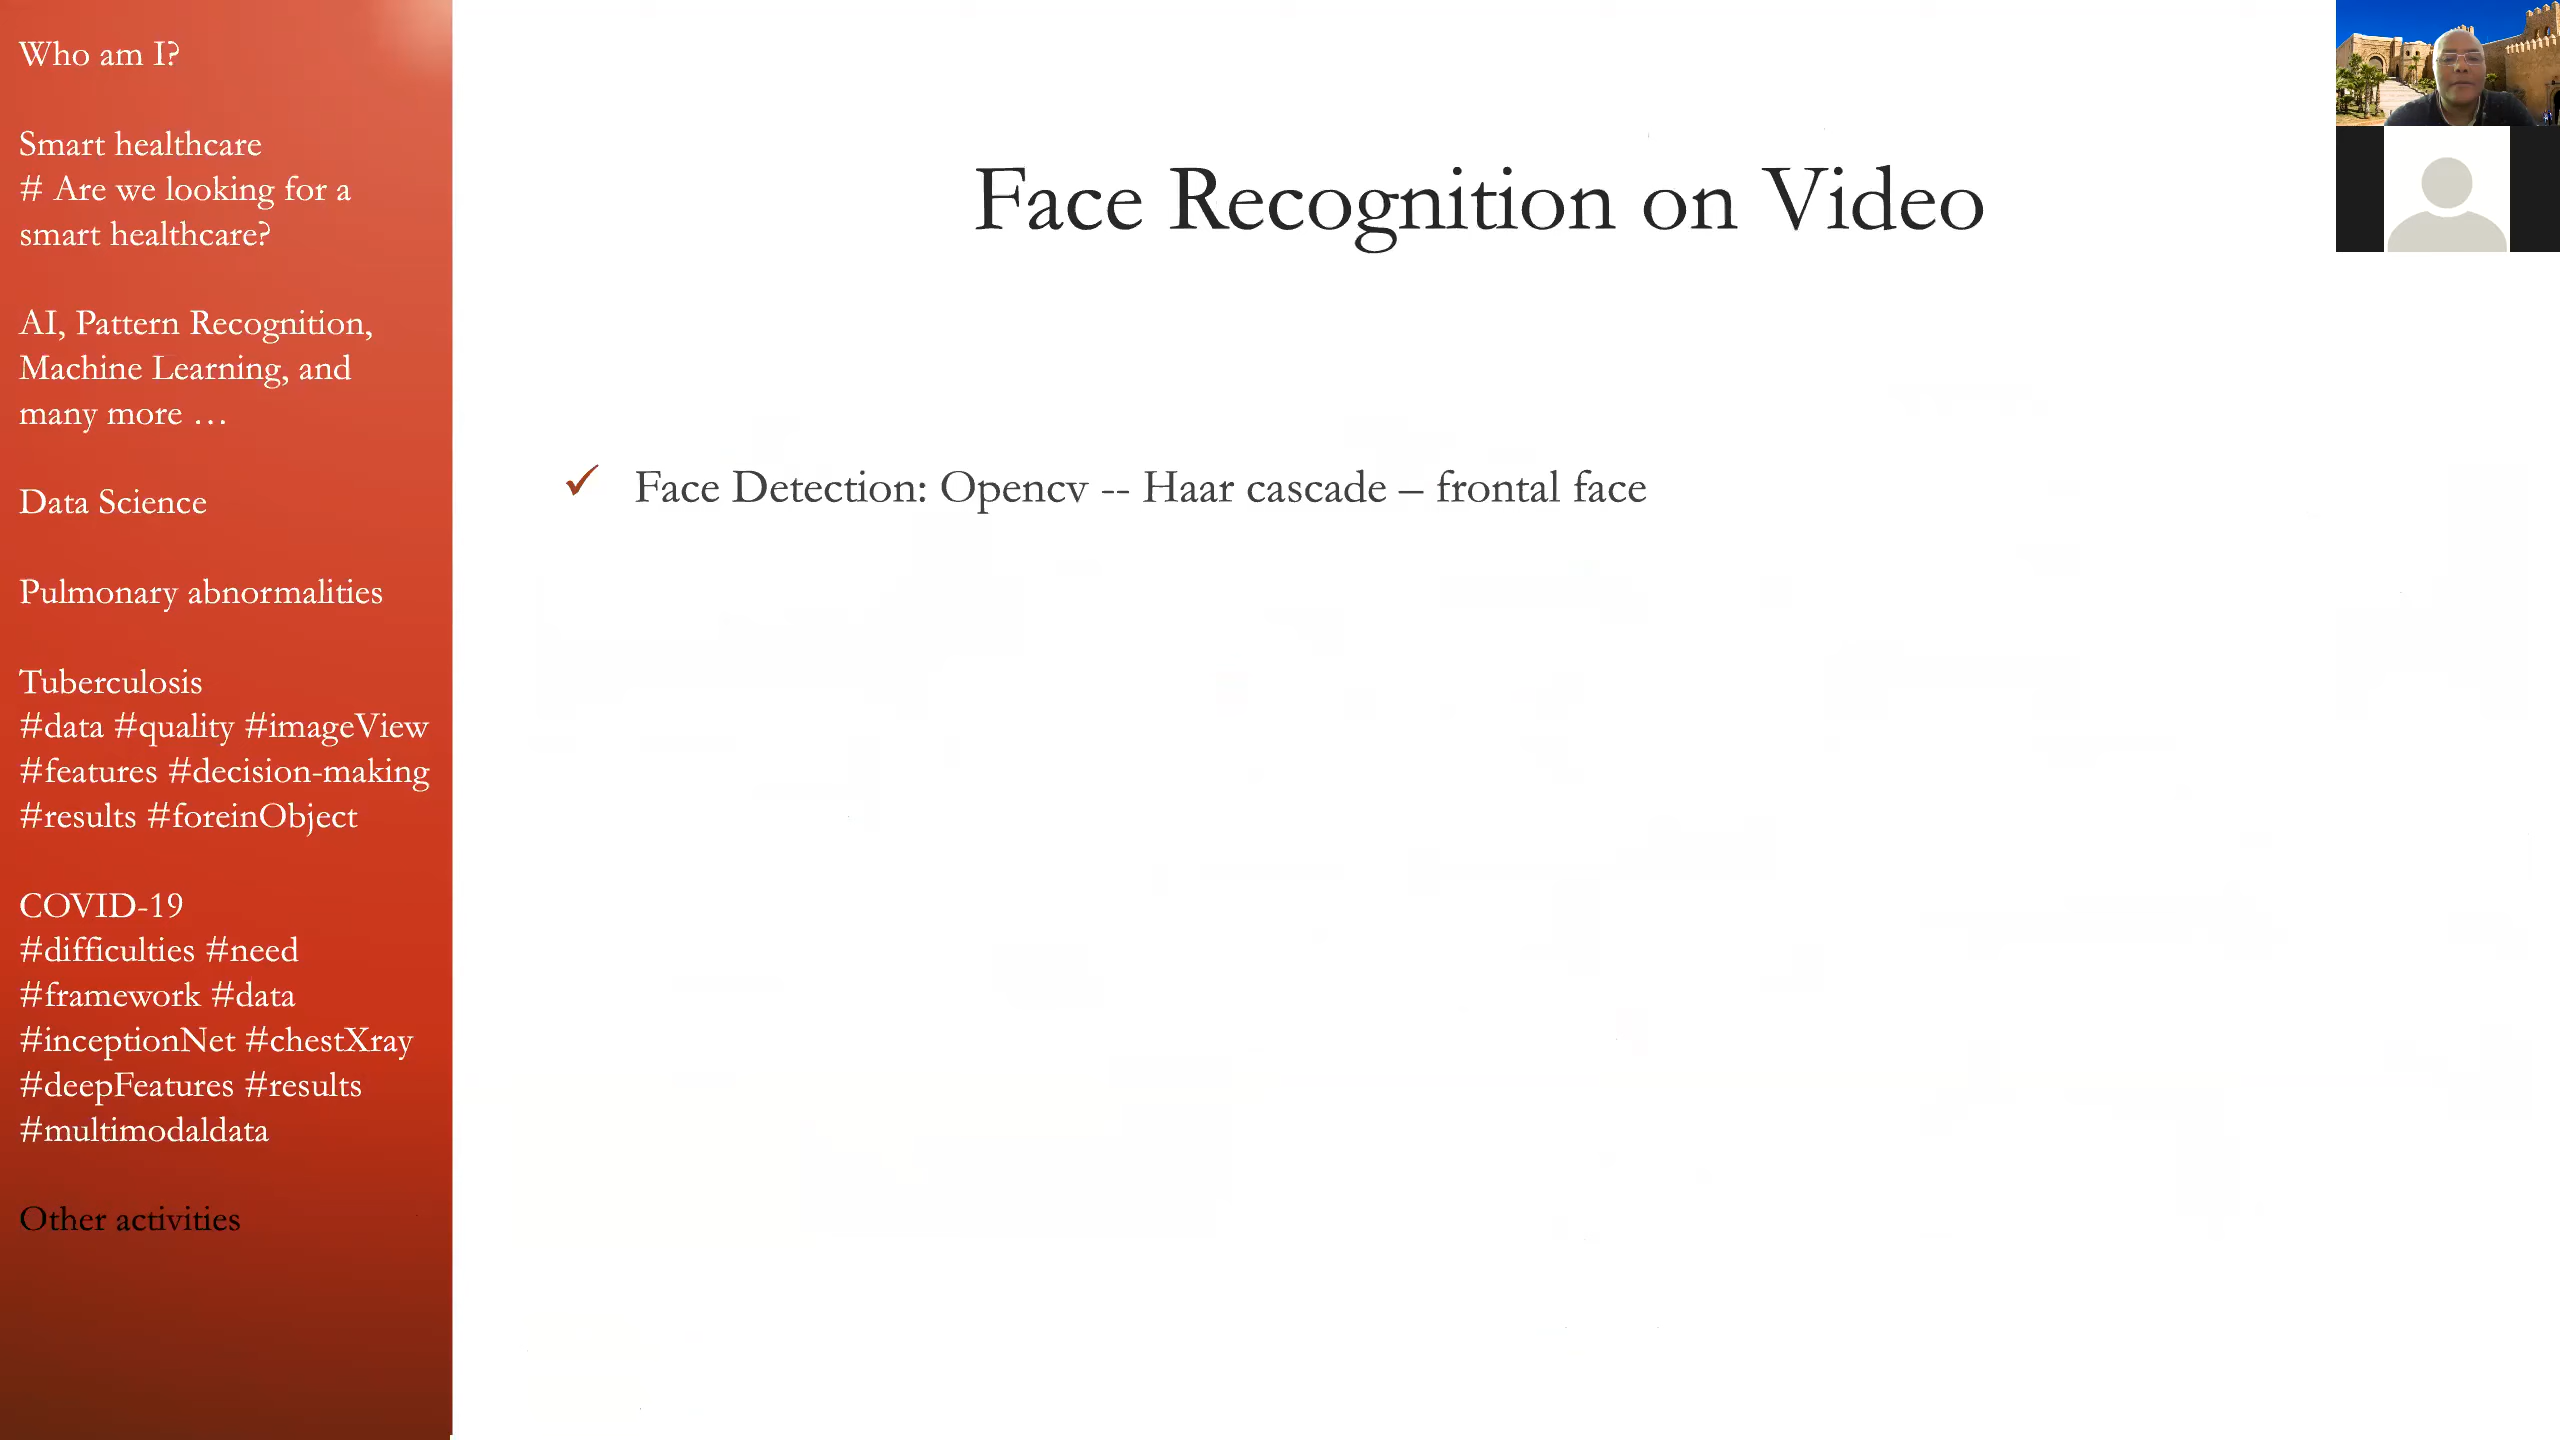 Who am I?
Smart healthcare
# Are we looking for a
smart healthcare?
AI, Pattern Recognition,
Machine Learning, and
many more …
Data Science
Pulmonary abnormalities
Tuberculosis
#data #quality #imageView
#features #decision-making
#results #foreinObject
COVID-19
#difficulties #need
#framework #data
#inceptionNet #chestXray
#deepFeatures #results
#multimodaldata
Other activities
Face Recognition on Video
✓ Face Detection: Opencv -- Haar cascade – frontal face